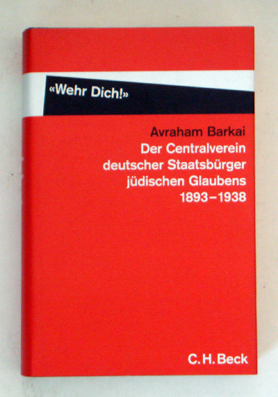 «Wehr Dich!»
Avraham Barkai
Der Centralverein
deutscher Staatsbürger
jüdischen Glaubens
1893–1938
C.H.Beck